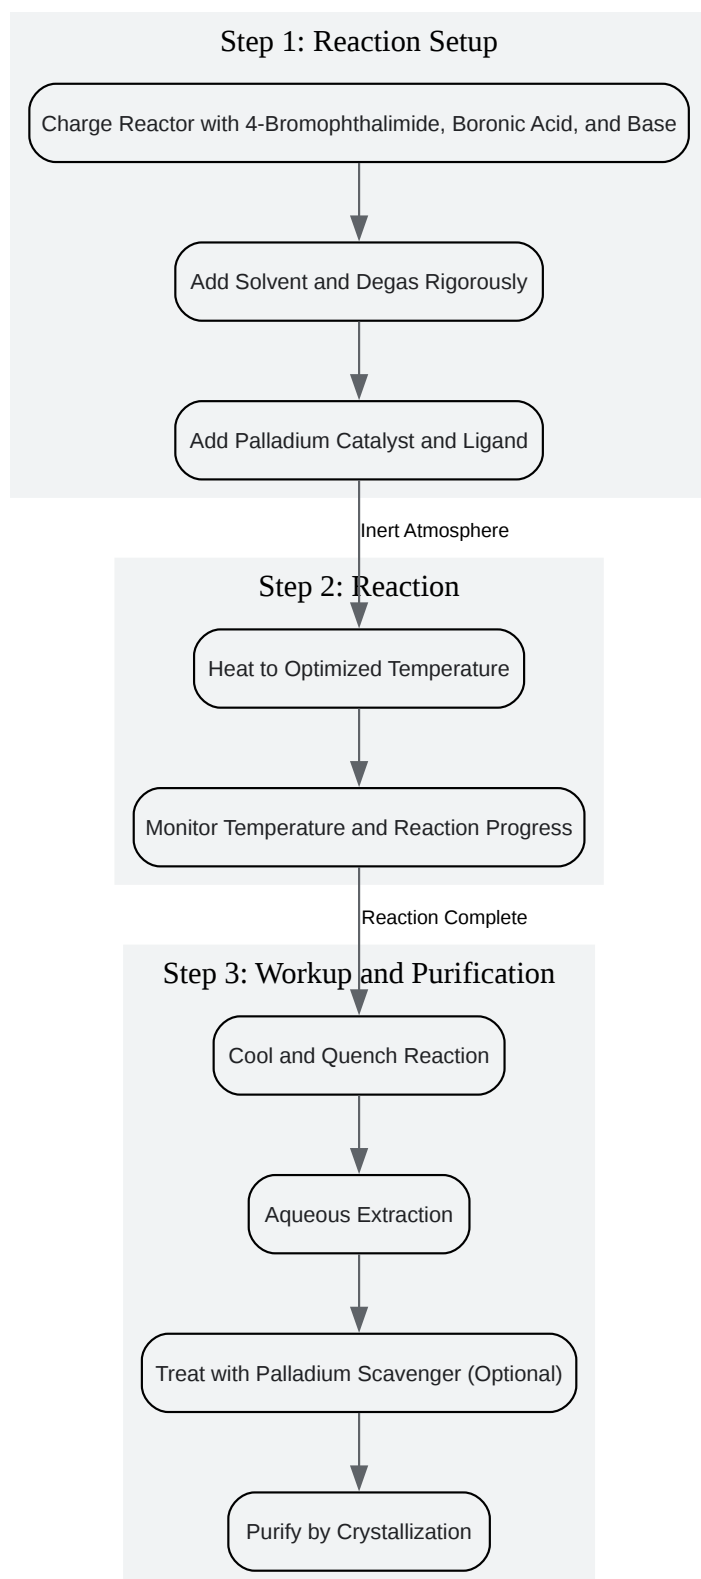 Step 1: Reaction Setup
Charge Reactor with 4-Bromophthalimide, Boronic Acid, and Base
Add Solvent and Degas Rigorously
Add Palladium Catalyst and Ligand
Inert Atmosphere
Step 2: Reaction
Heat to Optimized Temperature
Monitor Temperature and Reaction Progress
Reaction Complete
Step 3: Workup and Purification
Cool and Quench Reaction
Aqueous Extraction
Treat with Palladium Scavenger (Optional)
Purify by Crystallization